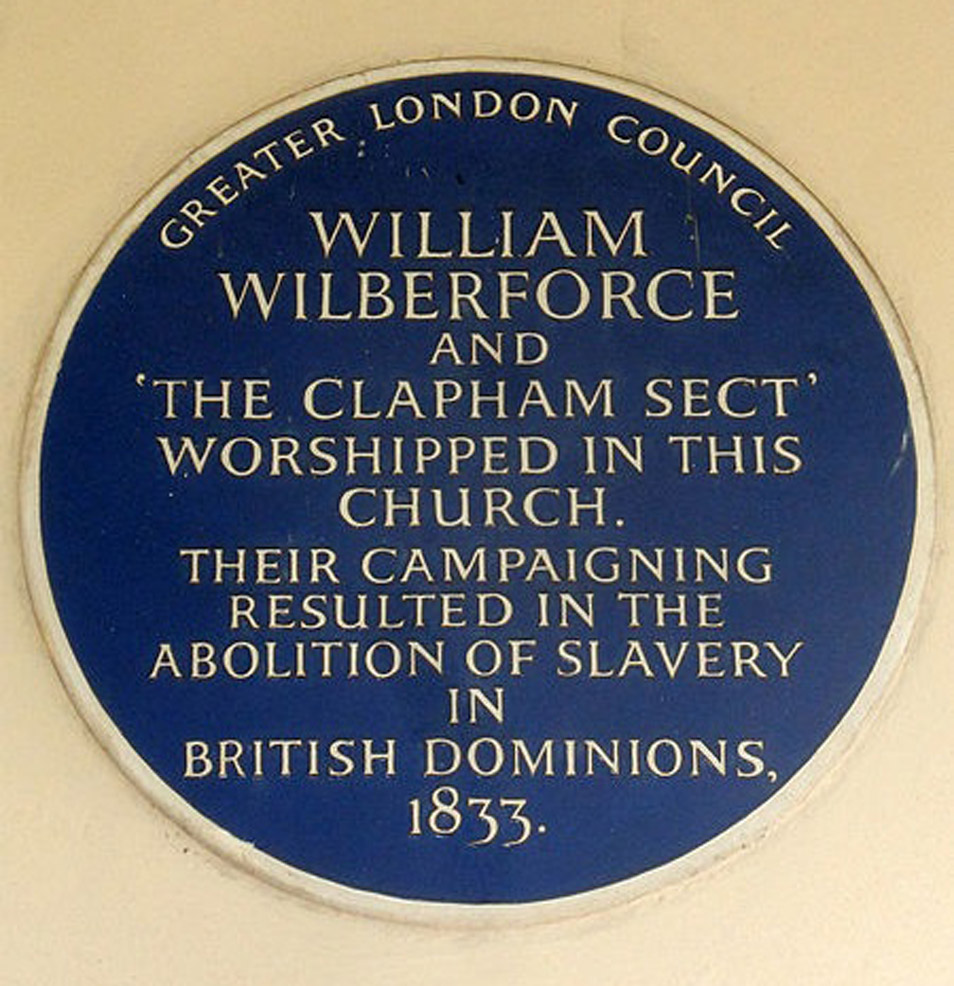 GREATER LONDON COUNCIL
WILLIAM
WILBERFORCE
AND
‘THE CLAPHAM SECT’
WORSHIPPED IN THIS
CHURCH.
THEIR CAMPAIGNING
RESULTED IN THE
ABOLITION OF SLAVERY
IN
BRITISH DOMINIONS,
1833.